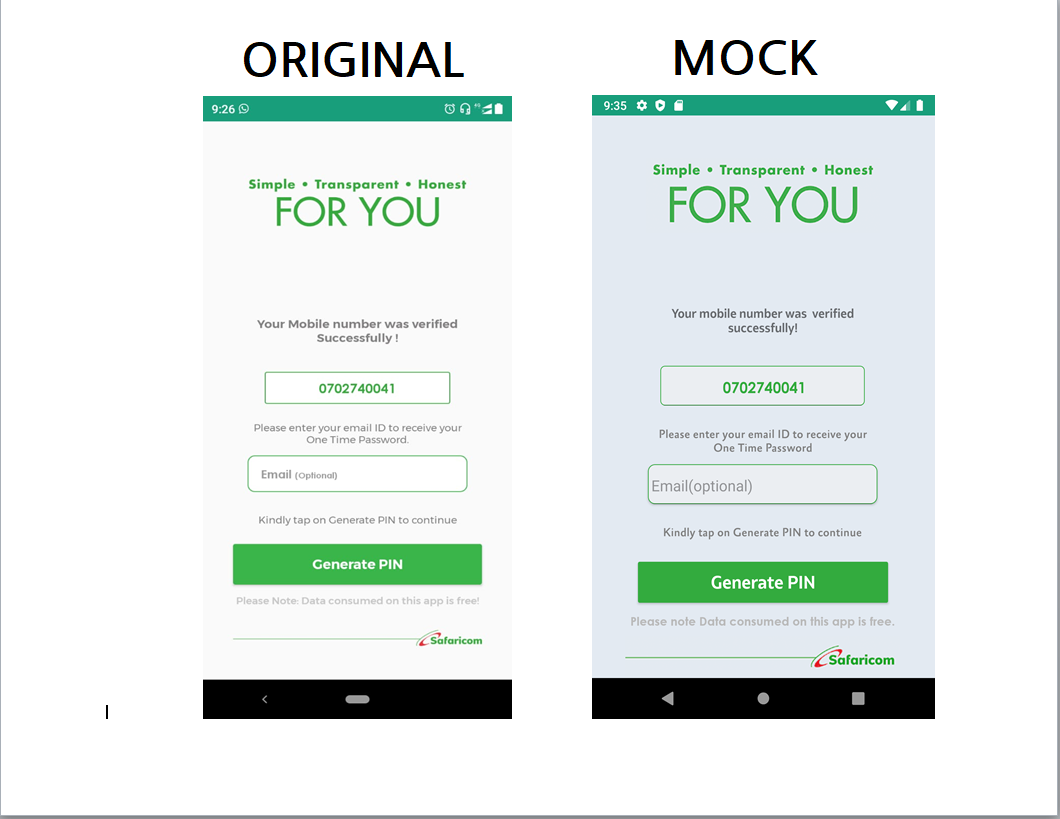 ORIGINAL
9:26
Simple • Transparent • Honest
FOR YOU
Your Mobile number was verified
Successfully !
0702740041
Please enter your email ID to receive your
One Time Password.
Email (Optional)
Kindly tap on Generate PIN to continue
Generate PIN
Please Note: Data consumed on this app is free!
Safaricom
MOCK
9:35
Simple • Transparent • Honest
FOR YOU
Your mobile number was  verified
successfully!
0702740041
Please enter your email ID to receive your
One Time Password
Email(optional)
Kindly tap on Generate PIN to continue
Generate PIN
Please note Data consumed on this app is free.
Safaricom